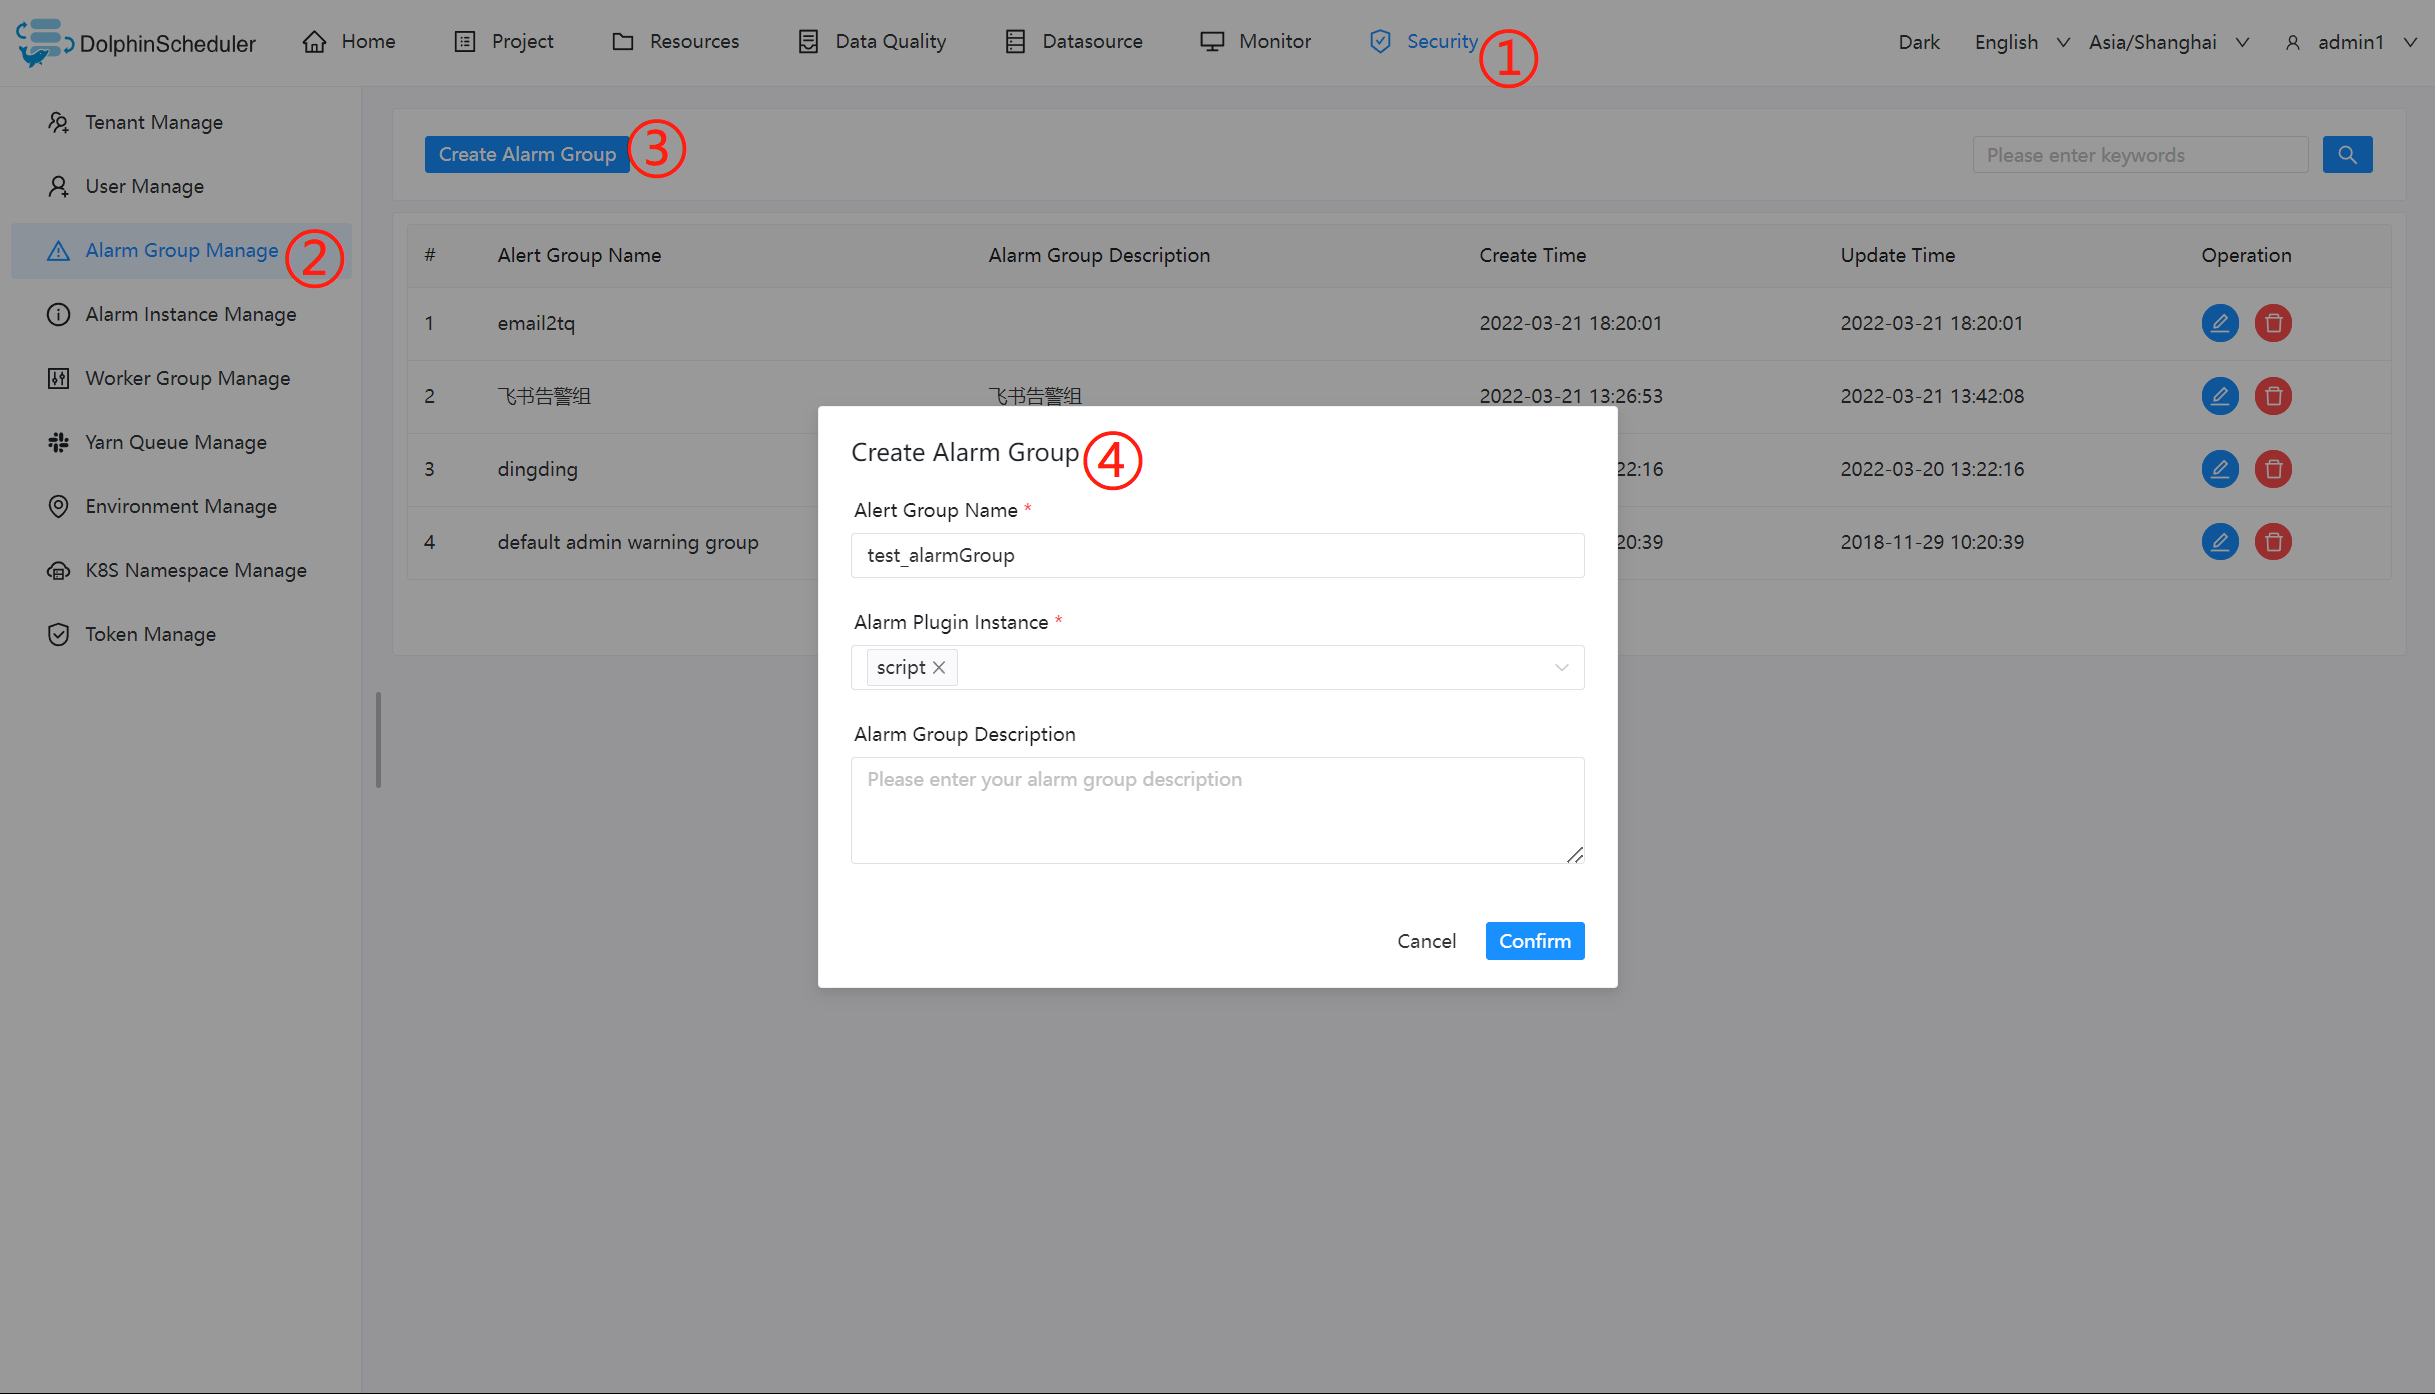 DolphinScheduler Home Project Resources Data Quality Datasource Monitor Security ① Dark English Asia/Shanghai admin1
Tenant Manage
User Manage
Alarm Group Manage ②
Alarm Instance Manage
Worker Group Manage
Yarn Queue Manage
Environment Manage
K8S Namespace Manage
Token Manage
Create Alarm Group ③ Please enter keywords
# Alert Group Name Alarm Group Description Create Time Update Time Operation
1 email2tq 2022-03-21 18:20:01 2022-03-21 18:20:01
2 飞书告警组 飞书告警组 2022-03-21 13:26:53 2022-03-21 13:42:08
3 dingding 22:16 2022-03-20 13:22:16
4 default admin warning group 20:39 2018-11-29 10:20:39
Create Alarm Group ④
Alert Group Name *
test_alarmGroup
Alarm Plugin Instance *
script
Alarm Group Description
Please enter your alarm group description
Cancel Confirm